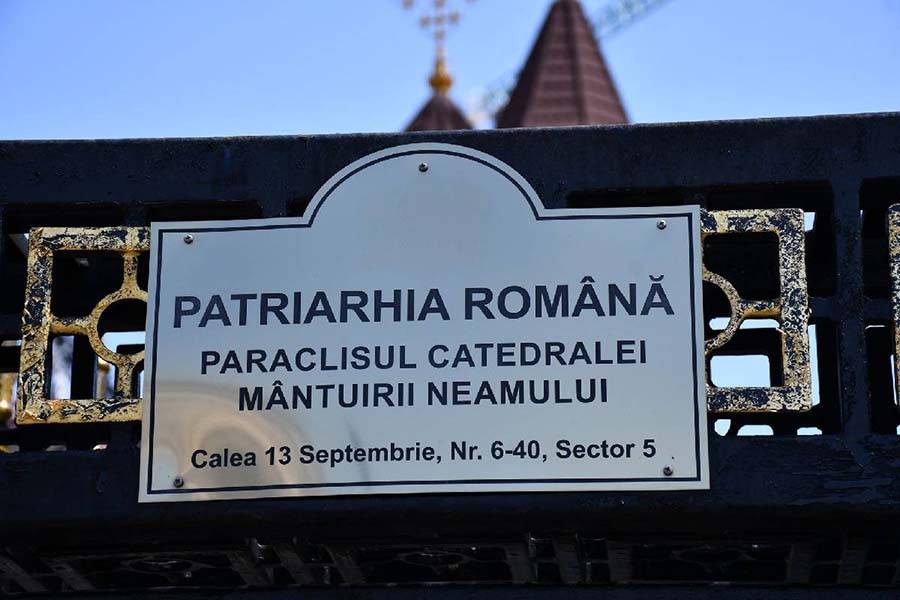 PATRIARHIA ROMÂNĂ
PARACLISUL CATEDRALEI
MÂNTUIRII NEAMULUI
Calea 13 Septembrie, Nr. 6-40, Sector 5